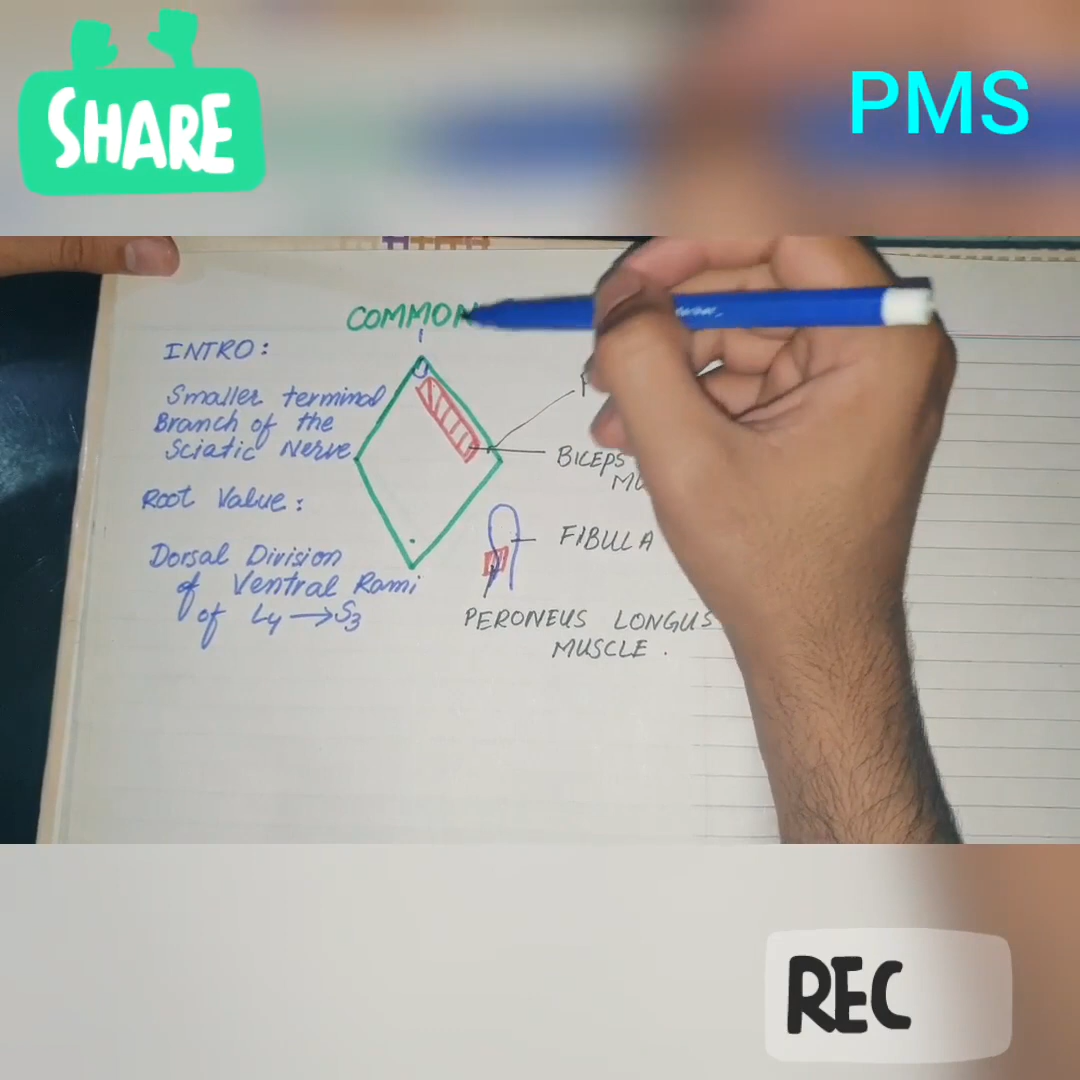 SHARE
PMS
COMMON
INTRO:
Smaller terminal
Branch of the
Sciatic Nerve
Root Value:
Dorsal Division
of Ventral Rami
of L4 → S3
BICEPS
FIBULA
PERONEUS LONGUS
MUSCLE.
REC